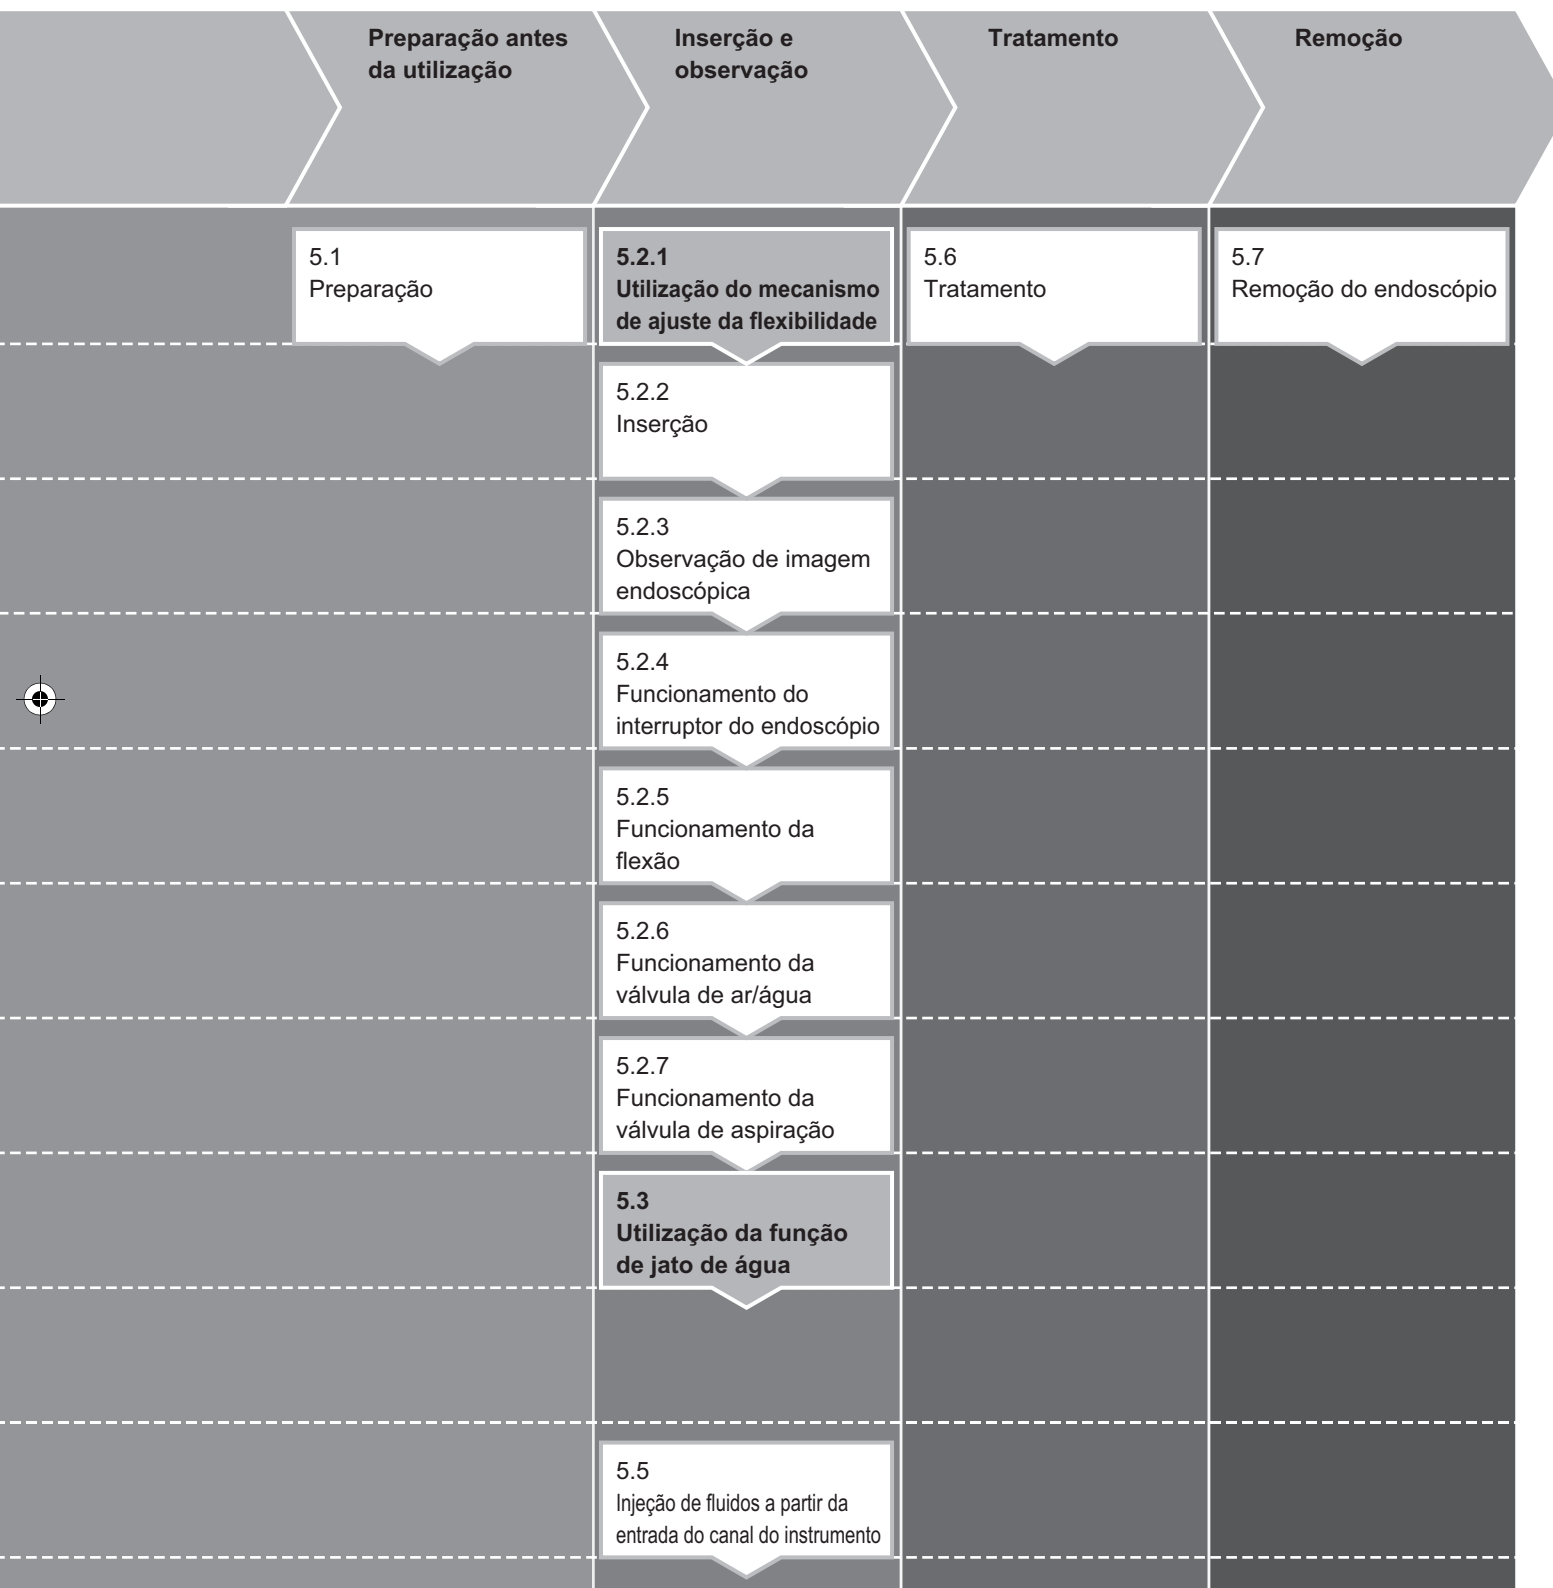 Preparação antes
da utilização
Inserção e
observação
Tratamento
Remoção
5.1
Preparação
5.2.1
Utilização do mecanismo
de ajuste da flexibilidade
5.6
Tratamento
5.7
Remoção do endoscópio
5.2.2
Inserção
5.2.3
Observação de imagem
endoscópica
5.2.4
Funcionamento do
interruptor do endoscópio
5.2.5
Funcionamento da
flexão
5.2.6
Funcionamento da
válvula de ar/água
5.2.7
Funcionamento da
válvula de aspiração
5.3
Utilização da função
de jato de água
5.5
Injeção de fluidos a partir da
entrada do canal do instrumento